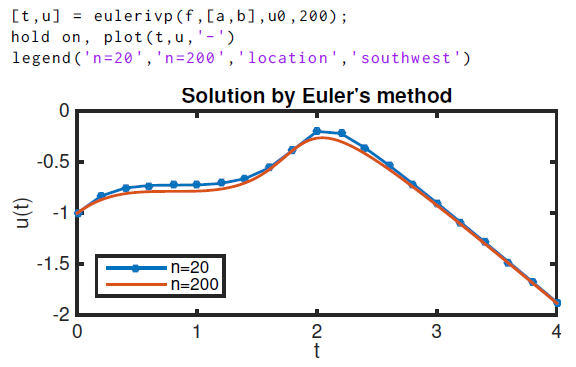 [t,u] = eulerivp(f,[a,b],u0,200);
hold on, plot(t,u,'-')
legend('n=20','n=200','location','southwest')
Solution by Euler's method
0
-0.5
-1
-1.5
-2
u(t)
n=20
n=200
0 1 2 3 4
t